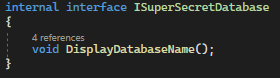 internal interface ISuperSecretDatabase
{
4 references
void DisplayDatabaseName();
}